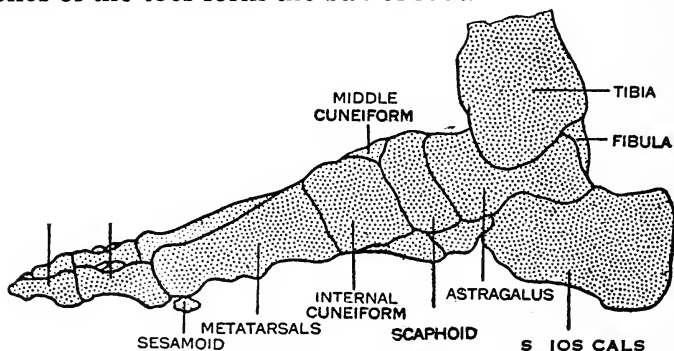 MIDDLE
CUNEIFORM
TIBIA
FIBULA
INTERNAL
CUNEIFORM
ASTRAGALUS
SESAMOID
METATARSALS
SCAPHOID
S IOS CALS